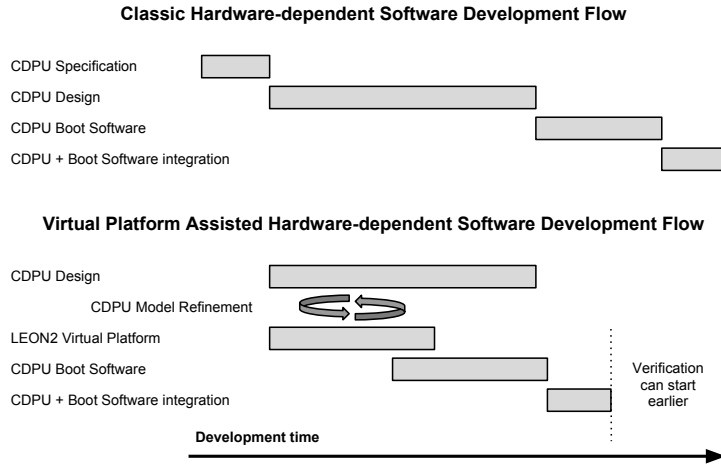 Classic Hardware-dependent Software Development Flow
CDPU Specification
CDPU Design
CDPU Boot Software
CDPU + Boot Software integration
Virtual Platform Assisted Hardware-dependent Software Development Flow
CDPU Design
CDPU Model Refinement
LEON2 Virtual Platform
CDPU Boot Software
CDPU + Boot Software integration
Verification
can start
earlier
Development time